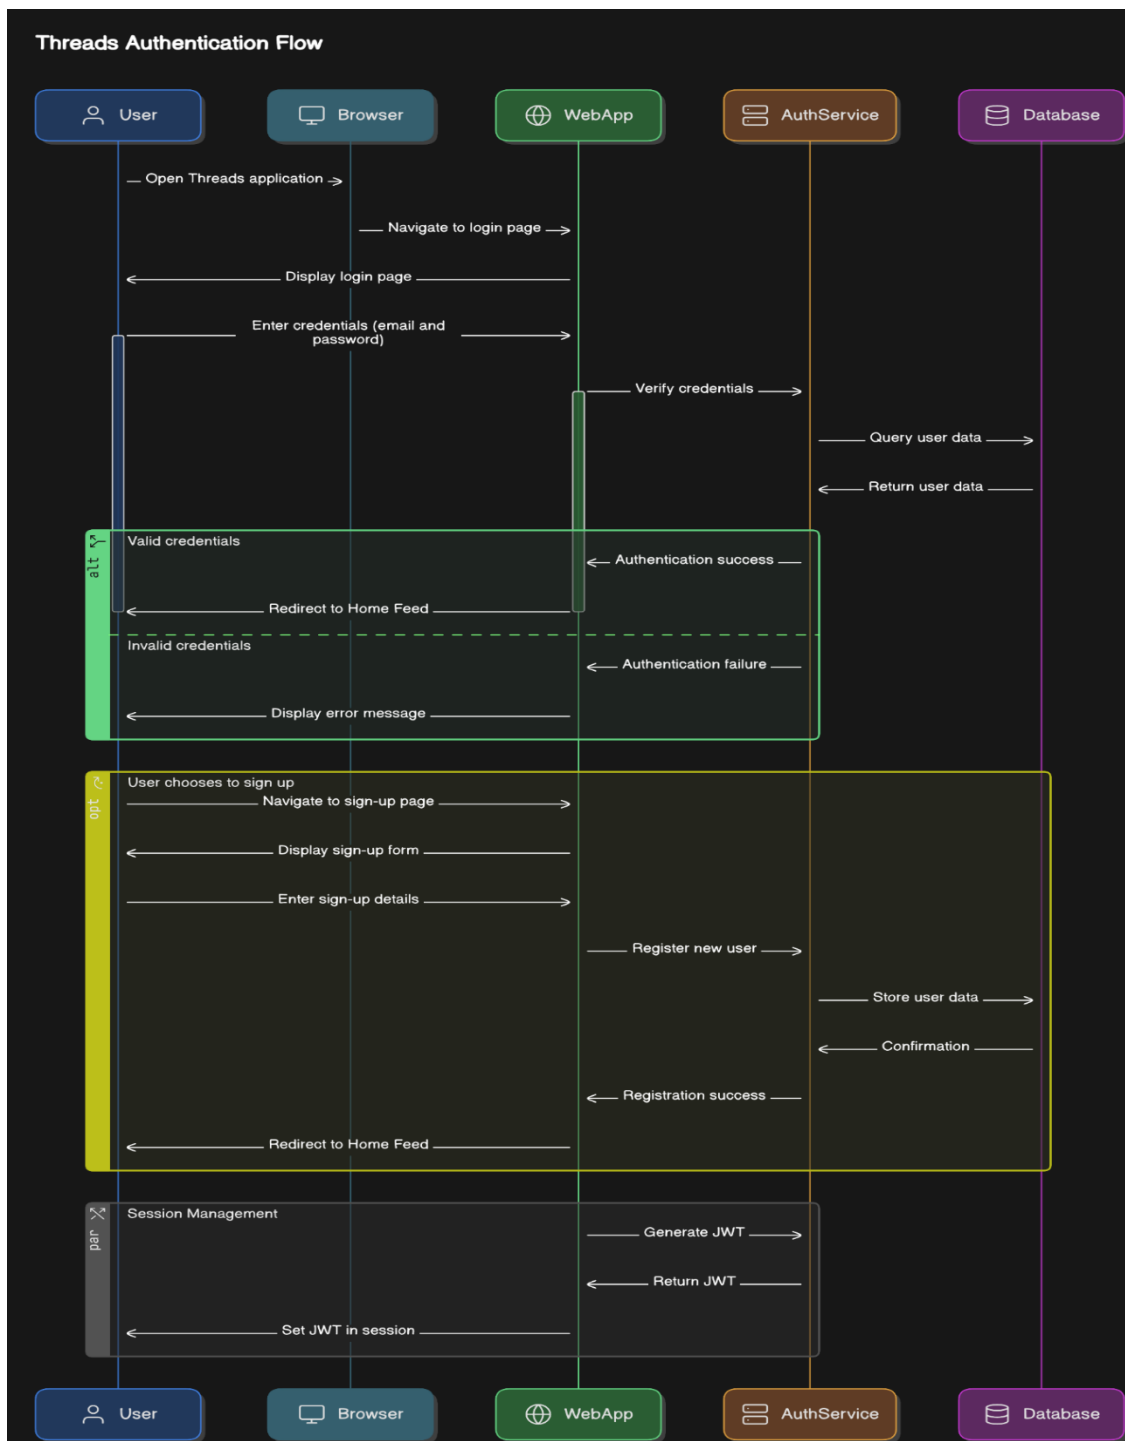 Threads Authentication Flow
User
Browser
WebApp
AuthService
Database
Open Threads application
Navigate to login page
Display login page
Enter credentials (email and
password)
Verify credentials
Query user data
Return user data
alt
Valid credentials
Authentication success
Redirect to Home Feed
Invalid credentials
Authentication failure
Display error message
opt
User chooses to sign up
Navigate to sign-up page
Display sign-up form
Enter sign-up details
Register new user
Store user data
Confirmation
Registration success
Redirect to Home Feed
par
Session Management
Generate JWT
Return JWT
Set JWT in session
User
Browser
WebApp
AuthService
Database